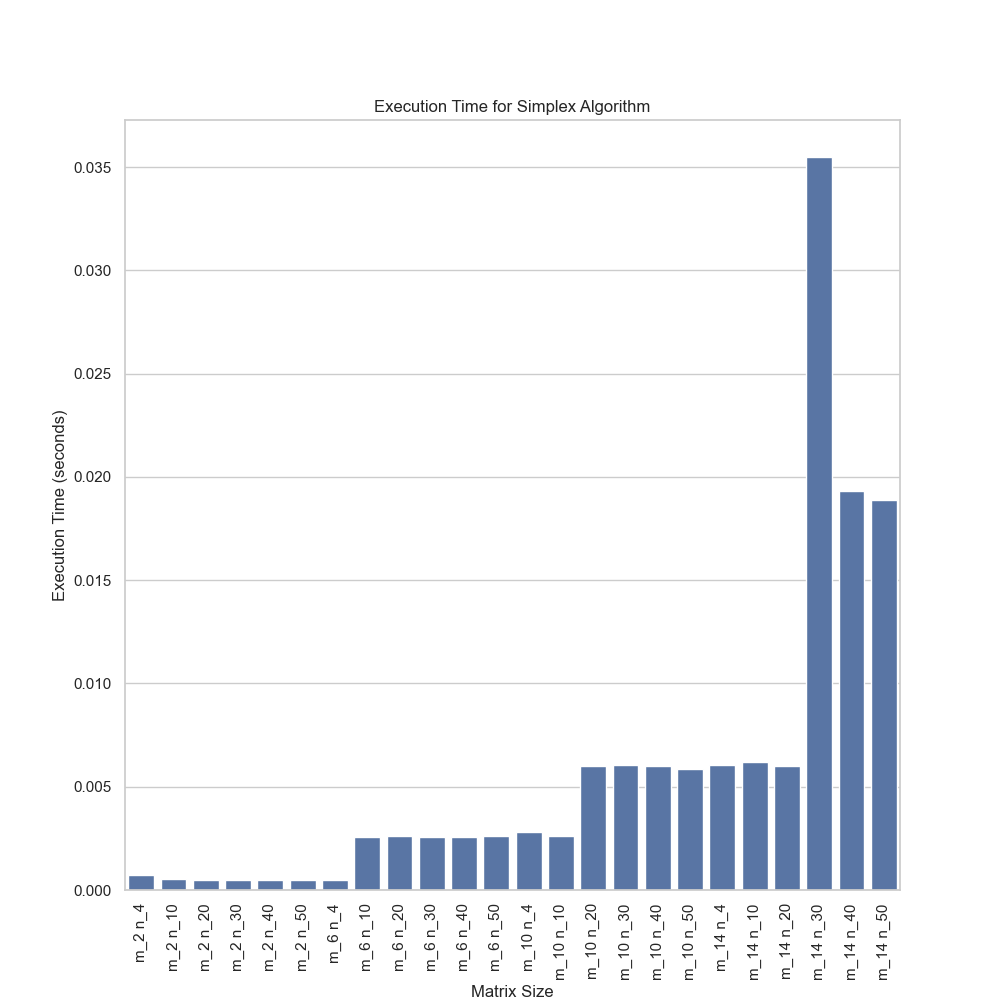 Execution Time for Simplex Algorithm
Execution Time (seconds)
0.035
0.030
0.025
0.020
0.015
0.010
0.005
0.000
m_2 n_4
m_2 n_10
m_2 n_20
m_2 n_30
m_2 n_40
m_2 n_50
m_6 n_4
m_6 n_10
m_6 n_20
m_6 n_30
m_6 n_40
m_6 n_50
m_10 n_4
m_10 n_10
m_10 n_20
m_10 n_30
m_10 n_40
m_10 n_50
m_14 n_4
m_14 n_10
m_14 n_20
m_14 n_30
m_14 n_40
m_14 n_50
Matrix Size